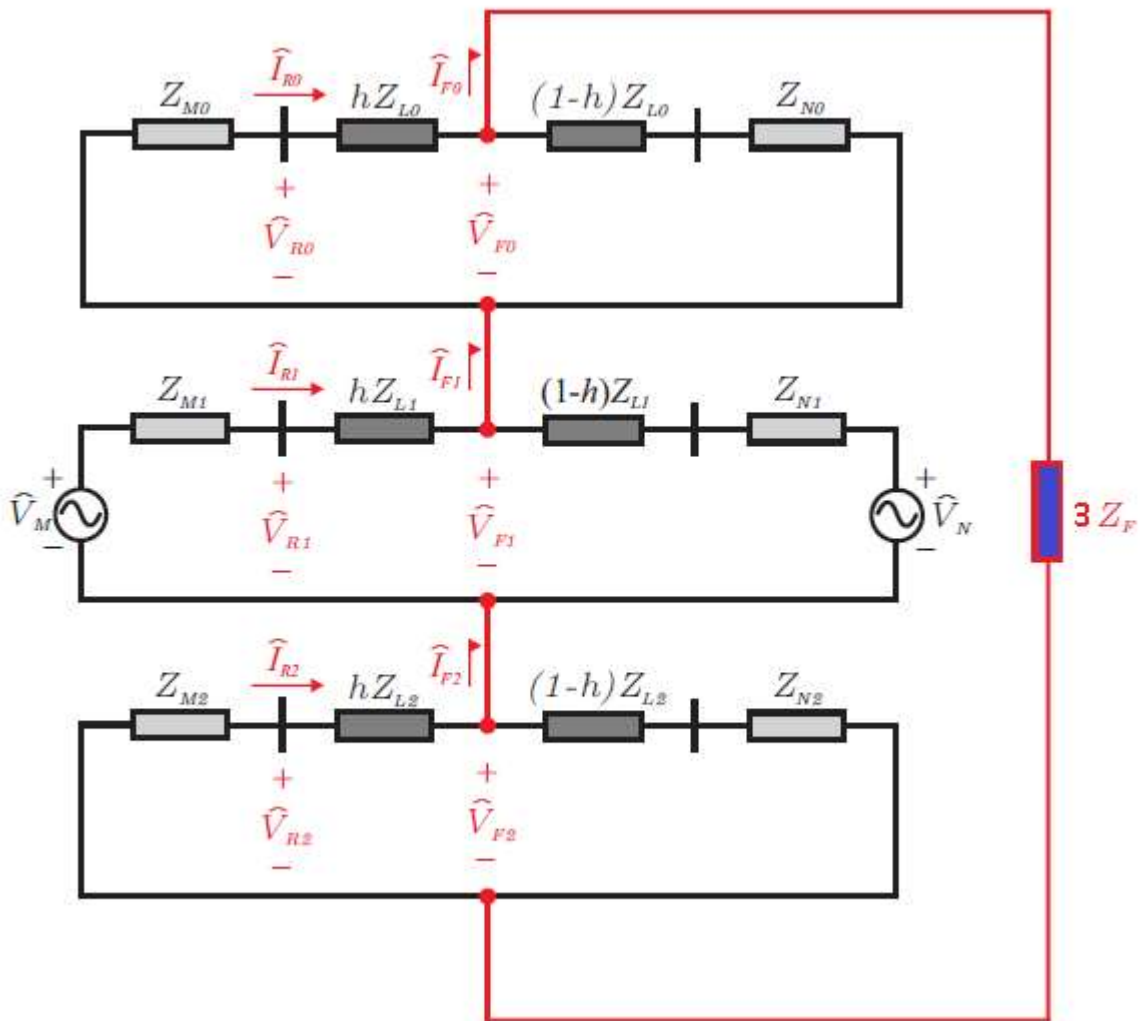 Z_M0 Î_R0 hZ_L0 Î_F0 (1-h)Z_L0 Z_N0
+ +
V̂_R0 V̂_F0
− −
Z_M1 Î_R1 hZ_L1 Î_F1 (1-h)Z_L1 Z_N1
+ + + +
V̂_M V̂_R1 V̂_F1 V̂_N 3 Z_F
− − − −
Z_M2 Î_R2 hZ_L2 Î_F2 (1-h)Z_L2 Z_N2
+ +
V̂_R2 V̂_F2
− −